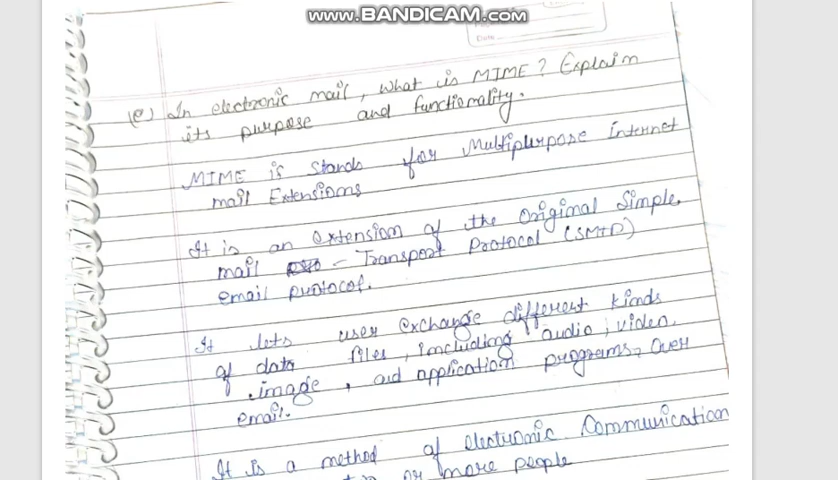 www.BANDICAM.com
Date
(e) In electronic mail, What is MIME? Explain
its purpose and functionality.
MIME is Stands for Multipurpose Internet
mail Extensions
It is an extension of the original Simple
mail - Transport Protocol (SMTP)
email protocol.
It lets user exchange different kinds
of data files, including audio, video,
image, and application programs, over
email.
It is a method of electronic Communication
or more people